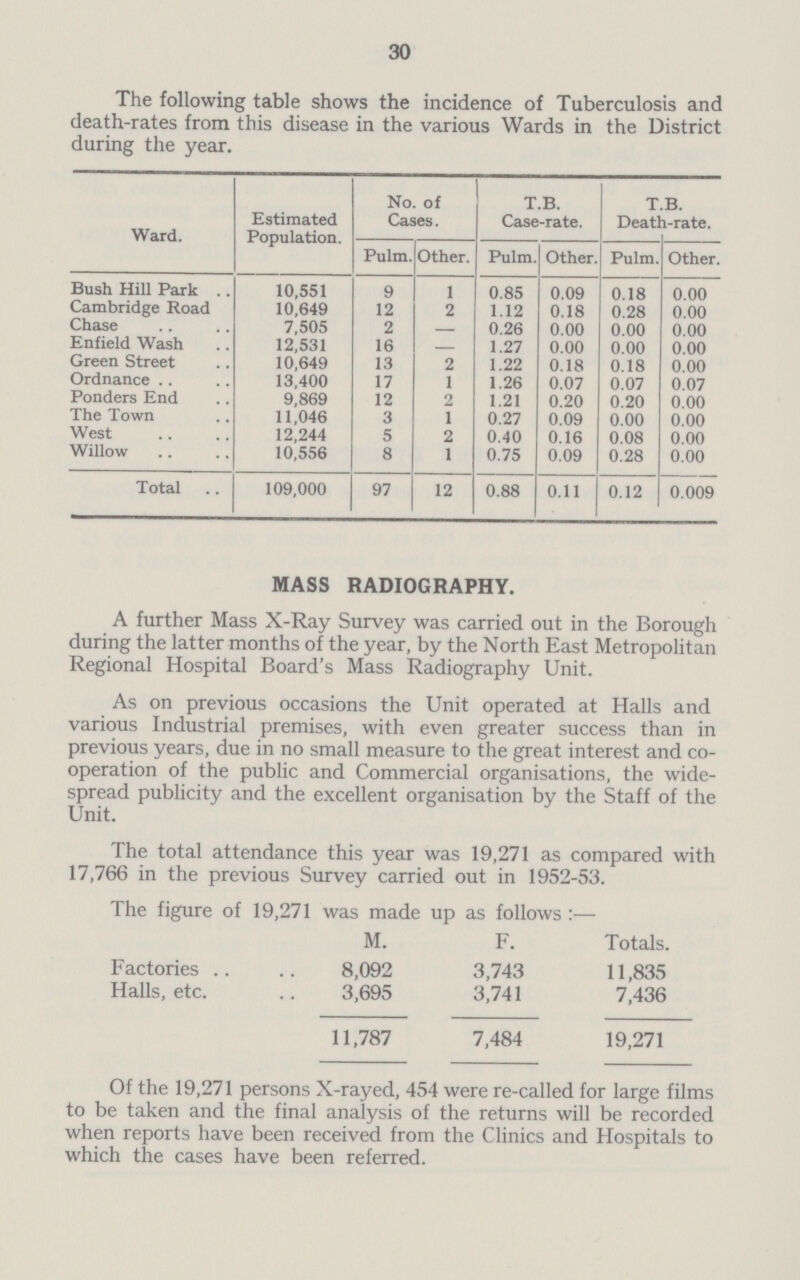 30
The following table shows the incidence of Tuberculosis and
death-rates from this disease in the various Wards in the District
during the year.
Ward. Estimated Population. No. of Cases. T.B. Case-rate. T.B. Death-rate.
Pulm. Other. Pulm. Other. Pulm. Other.
Bush Hill Park .. 10,551 9 1 0.85 0.09 0.18 0.00
Cambridge Road 10,649 12 2 1.12 0.18 0.28 0.00
Chase .. .. 7,505 2 — 0.26 0.00 0.00 0.00
Enfield Wash .. 12,531 16 — 1.27 0.00 0.00 0.00
Green Street .. 10,649 13 2 1.22 0.18 0.18 0.00
Ordnance .. .. 13,400 17 1 1.26 0.07 0.07 0.07
Ponders End .. 9,869 12 2 1.21 0.20 0.20 0.00
The Town .. 11,046 3 1 0.27 0.09 0.00 0.00
West .. .. 12,244 5 2 0.40 0.16 0.08 0.00
Willow .. .. 10,556 8 1 0.75 0.09 0.28 0.00
Total .. 109,000 97 12 0.88 0.11 0.12 0.009
MASS RADIOGRAPHY.
A further Mass X-Ray Survey was carried out in the Borough
during the latter months of the year, by the North East Metropolitan
Regional Hospital Board's Mass Radiography Unit.
As on previous occasions the Unit operated at Halls and
various Industrial premises, with even greater success than in
previous years, due in no small measure to the great interest and co-
operation of the public and Commercial organisations, the wide-
spread publicity and the excellent organisation by the Staff of the
Unit.
The total attendance this year was 19,271 as compared with
17,766 in the previous Survey carried out in 1952-53.
The figure of 19,271 was made up as follows :—
M. F. Totals.
Factories .. .. 8,092 3,743 11,835
Halls, etc. .. 3,695 3,741 7,436
11,787 7,484 19,271
Of the 19,271 persons X-rayed, 454 were re-called for large films
to be taken and the final analysis of the returns will be recorded
when reports have been received from the Clinics and Hospitals to
which the cases have been referred.